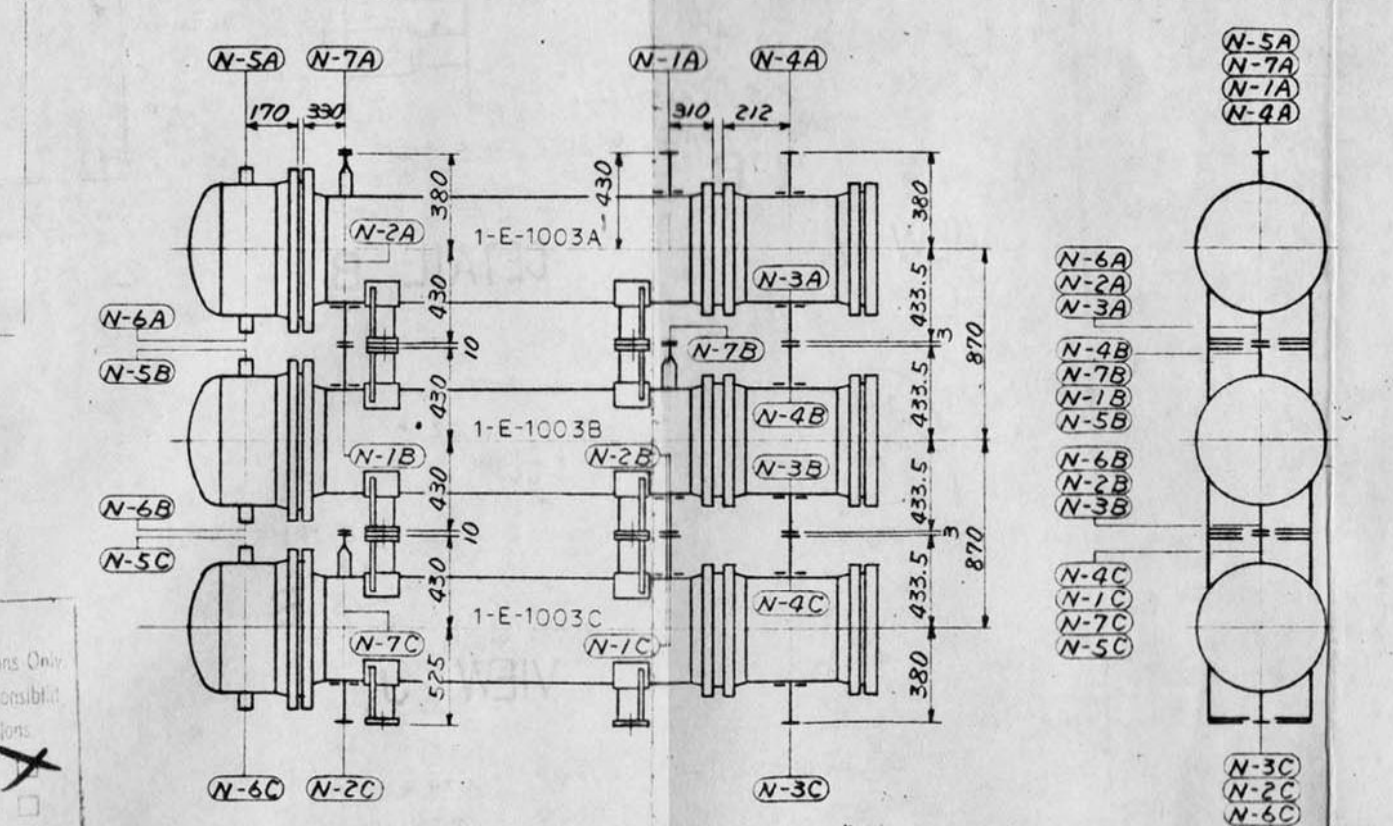 N-5A N-7A N-1A N-4A
170 330 310 212
380 430 380
N-2A 1-E-1003A
N-3A
430 433.5
N-6A
10 3 870
N-5B N-7B
430 433.5
N-4B
1-E-1003B
N-1B N-2B N-3B
430 433.5
N-6B
10 3 870
N-5C
430 433.5
1-E-1003C N-4C
N-7C N-1C
525 380
N-6C N-2C N-3C
N-5A
N-7A
N-1A
N-4A
N-6A
N-2A
N-3A
N-4B
N-7B
N-1B
N-5B
N-6B
N-2B
N-3B
N-4C
N-1C
N-7C
N-5C
N-3C
N-2C
N-6C
ns Only.